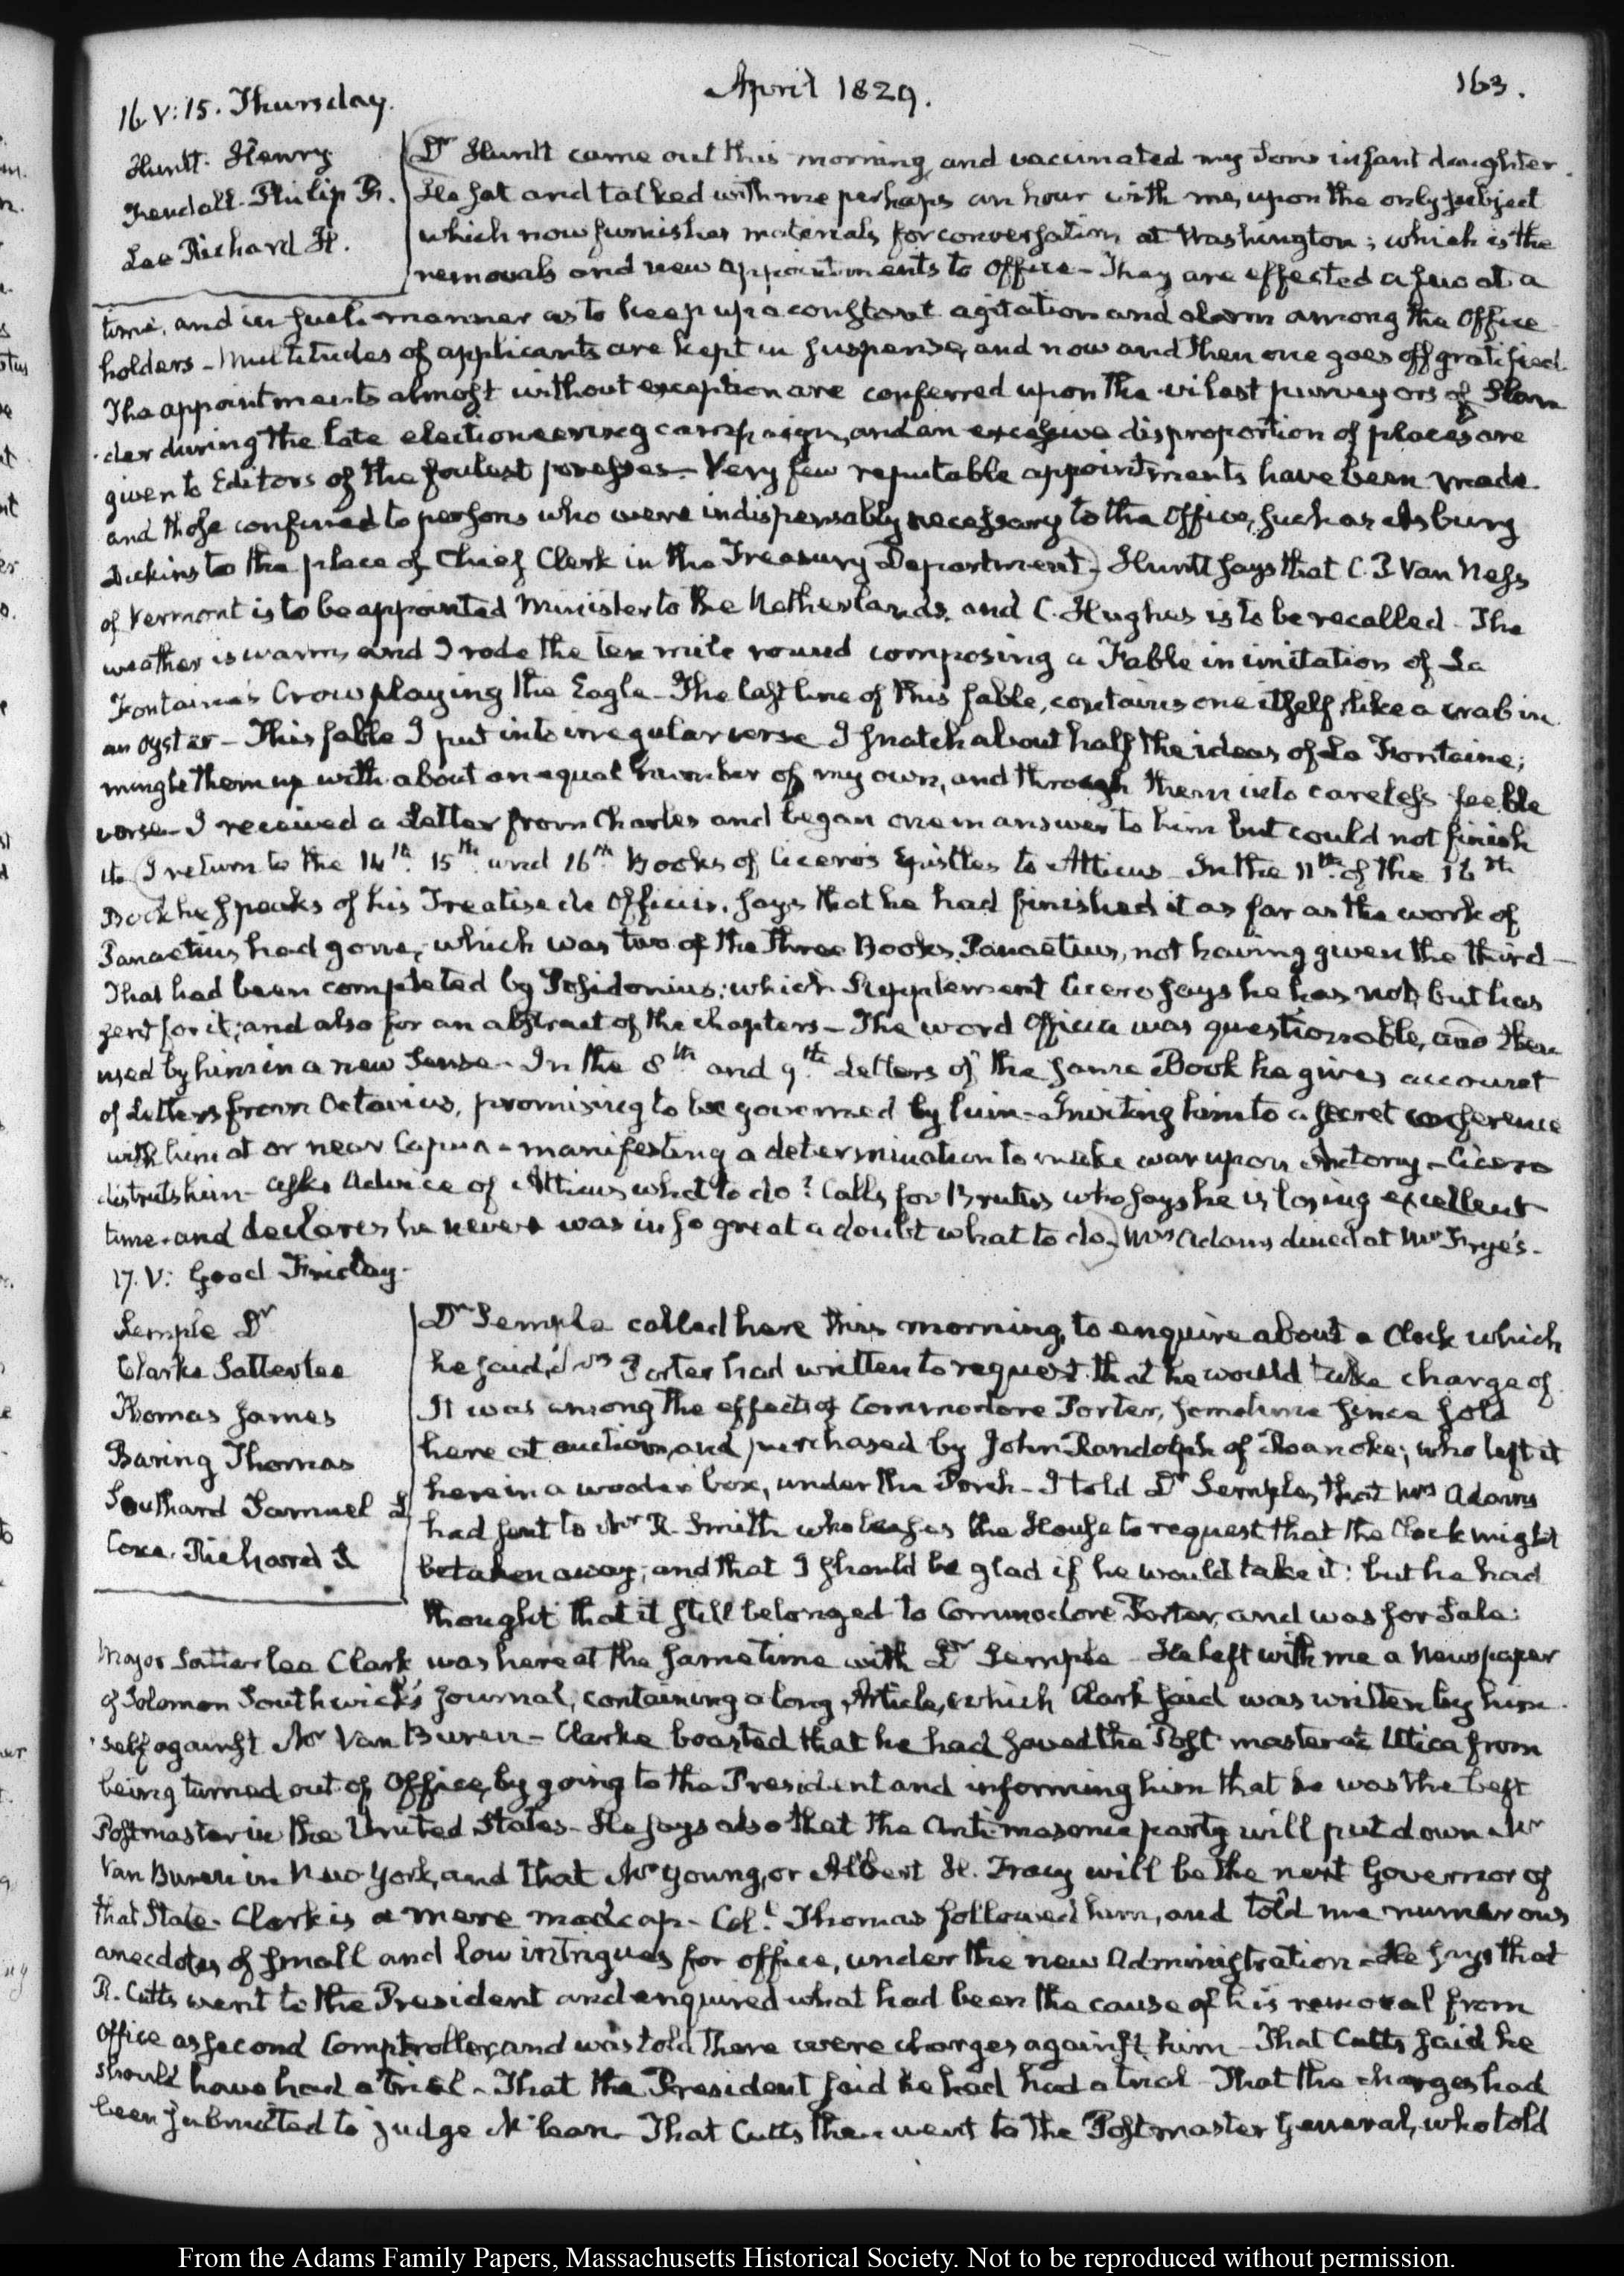 April 1829.
163.
16. V:15. Thursday.
Huntt. Henry
Fendall. Philip R.
Lee Richard H.
Dr Huntt came out this morning, and vaccinated my Sons infant daughter.
He sat and talked with me perhaps an hour with me, upon the only subject
which now furnishes materials for conversation at Washington; which is the
removals and new appointments to Office - They are effected a few at a
time, and in such manner as to keep up a constant agitation and alarm among the Office
holders - Multitudes of applicants are kept in suspense, and now and then one goes off gratified.
The appointments almost without exception are conferred upon the vilest purveyors of Slan
der during the late electioneering campaign, and an excessive disproportion of places are
given to Editors of the foulest presses - Very few reputable appointments have been made.
and those confined to persons who were indispensably necessary to the Office, such as Asbury
Dickins to the place of Chief Clerk in the Treasury Department - Huntt says that C. P. Van Ness
of Vermont is to be appointed Minister to the Netherlands, and C. Hughes is to be recalled - The
weather is warm, and I rode the ten mile round composing a Fable in imitation of La
Fontaine's Crow playing the Eagle - The last line of this fable, contains one itself, like a crab in
an oyster - This fable I put into irregular verse I snatch about half the ideas of La Fontaine;
mingle them up with about an equal number of my own, and through them into careless feeble
verse - I received a Letter from Charles and began one in answer to him but could not finish
it. I return to the 14th. 15th. and 16th. Books of Cicero's Epistles to Atticus - In the 11th. of the 16th
Book he speaks of his Treatise de Officiis, says that he had finished it as far as the work of
Panaetius had gone, which was two of the three Books, Panaetius, not having given the third -
That had been completed by Posidonius: which Supplement Cicero says he has not, but has
sent for it; and also for an abstract of the chapters - The word Officia was questionable, and then
used by him in a new Sense - In the 8th. and 9th. Letters of the same Book he gives account
of Letters from Octavius, promising to be governed by him - Inviting him to a secret conference
with him at or near Capua - manifesting a determination to make war upon Antony - Cicero
distrusts him - asks Advice of Atticus what to do? Calls for Brutus who says he is losing excellent
time - and declares he never was in so great a doubt what to do - Mrs Adams dined at Mr Frye's -
17. V: Good Friday.
Semple Dr
Clarke Satterlee
Thomas James
Baring Thomas
Southard Samuel L
Coxe. Richard S
Dr Semple called here this morning, to enquire about a Clock which
he said, Mrs Porter had written to request that he would take charge of
It was among the effects of Commodore Porter, sometime since sold
here at auction, and purchased by John Randolph of Roanoke; who left it
here in a wooden box, under the Porch - I told Dr Semple, that Mrs Adams
had sent to Mr R. Smith who leases the House to request that the Clock might
be taken away; and that I should be glad if he would take it: but he had
thought that it still belonged to Commodore Porter, and was for Sale:
Major Satterlee Clark was here at the same time with Dr Semple - He left with me a Newspaper
of Solomon Southwick's journal, containing a long Article, which Clark said was written by him
self against Mr Van Buren - Clarke boasted that he had saved the Post master at Utica from
being turned out of Office, by going to the President and informing him that he was the best
Postmaster in the United States - He says also that the Antimasonic party will put down Mr
Van Buren in New York, and that Mr Young, or Albert H. Tracy will be the next Governor of
that State. Clark is a mere madcap - Coll. Thomas followed him, and told me numerous
anecdotes of small and low intrigues for office, under the new Administration - He says that
R. Cutts went to the President and enquired what had been the cause of his removal from
Office as second Comptroller, and was told there were charges against him - That Cutts said he
should have had a trial - That the President said he had had a trial - That the charges had
been submitted to judge McLean - That Cutts then went to the Postmaster General, who told
From the Adams Family Papers, Massachusetts Historical Society. Not to be reproduced without permission.